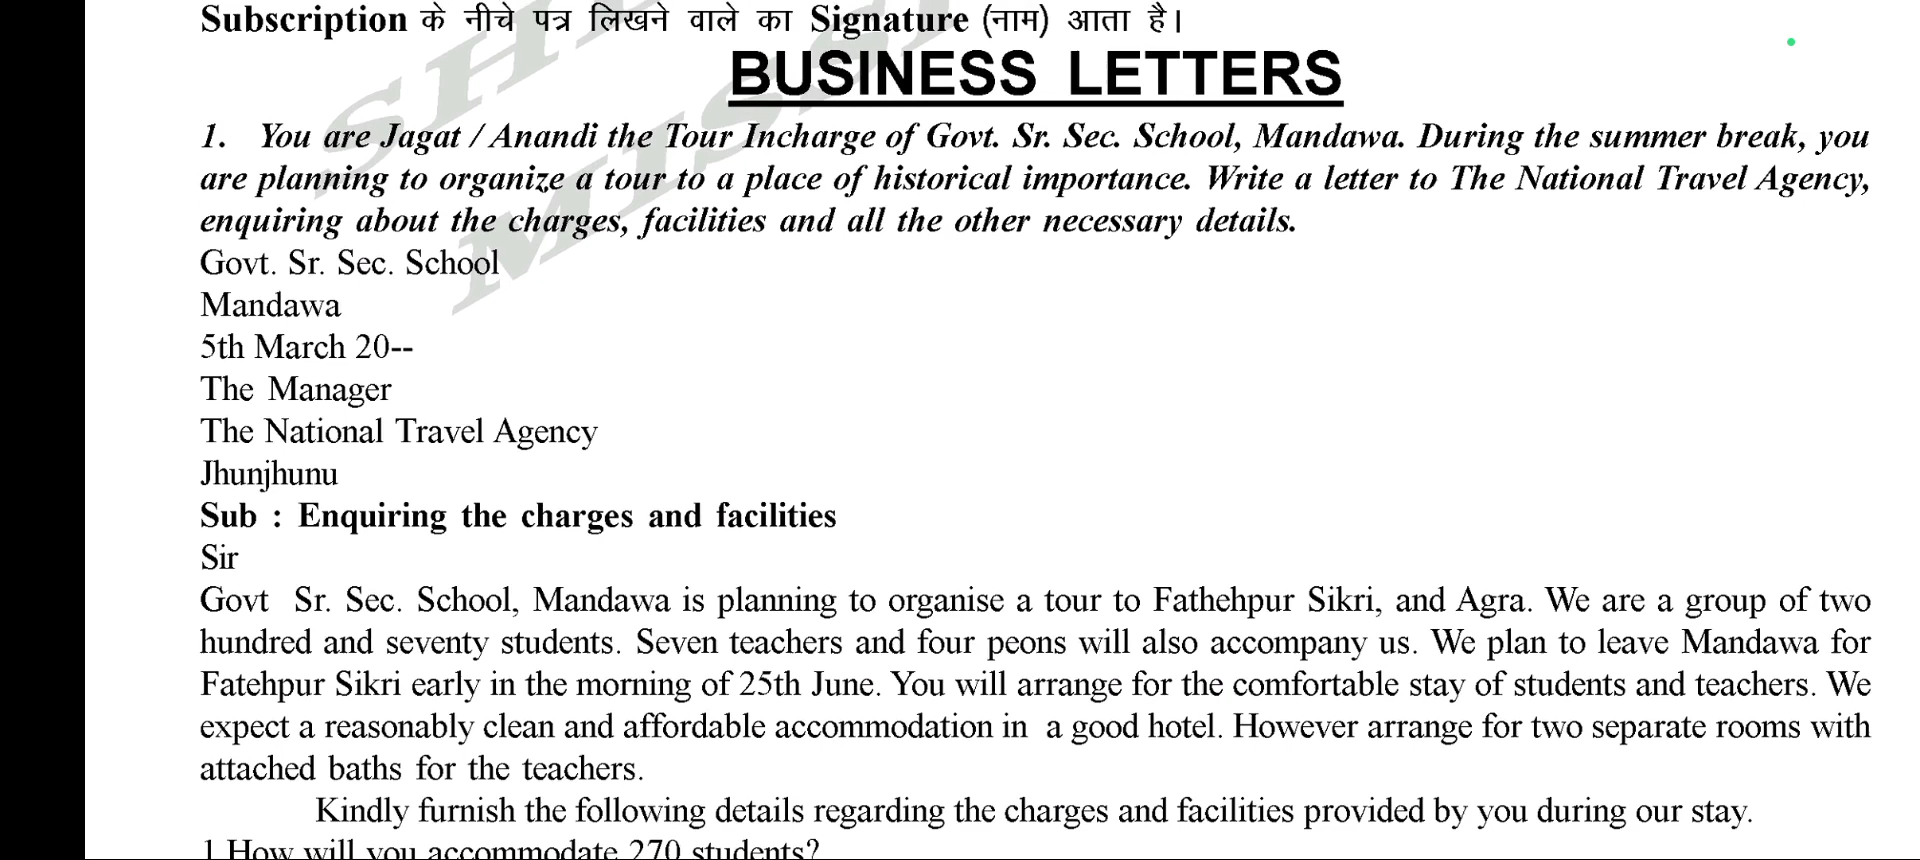 Subscription के नीचे पत्र लिखने वाले का Signature (नाम) आता है।
BUSINESS LETTERS
1. You are Jagat / Anandi the Tour Incharge of Govt. Sr. Sec. School, Mandawa. During the summer break, you
are planning to organize a tour to a place of historical importance. Write a letter to The National Travel Agency,
enquiring about the charges, facilities and all the other necessary details.
Govt. Sr. Sec. School
Mandawa
5th March 20--
The Manager
The National Travel Agency
Jhunjhunu
Sub : Enquiring the charges and facilities
Sir
Govt Sr. Sec. School, Mandawa is planning to organise a tour to Fathehpur Sikri, and Agra. We are a group of two
hundred and seventy students. Seven teachers and four peons will also accompany us. We plan to leave Mandawa for
Fatehpur Sikri early in the morning of 25th June. You will arrange for the comfortable stay of students and teachers. We
expect a reasonably clean and affordable accommodation in a good hotel. However arrange for two separate rooms with
attached baths for the teachers.
Kindly furnish the following details regarding the charges and facilities provided by you during our stay.
1 How will you accommodate 270 students?